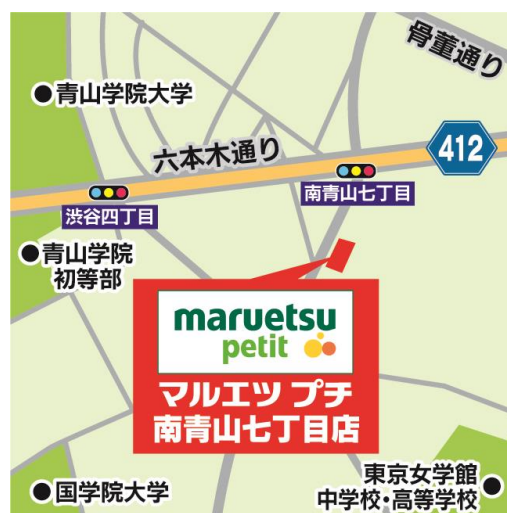 骨董通り
青山学院大学
六本木通り
412
南青山七丁目
渋谷四丁目
青山学院
初等部
maruetsu
petit
マルエツ プチ
南青山七丁目店
国学院大学
東京女学館
中学校・高等学校